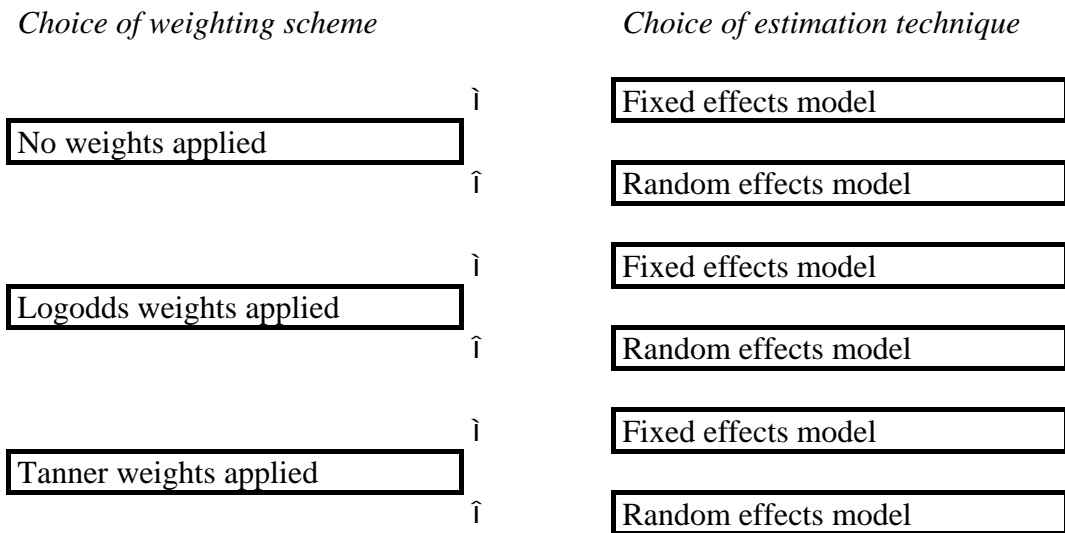 Choice of weighting scheme Choice of estimation technique
ì Fixed effects model
No weights applied
î Random effects model
ì Fixed effects model
Logodds weights applied
î Random effects model
ì Fixed effects model
Tanner weights applied
î Random effects model